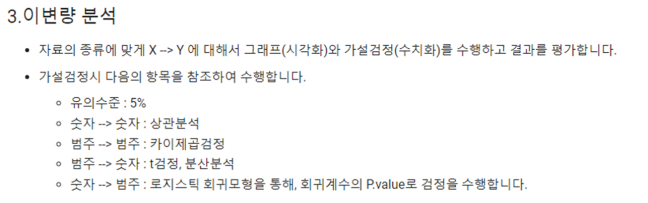 3.이변량 분석
• 자료의 종류에 맞게 X --> Y 에 대해서 그래프(시각화)와 가설검정(수치화)를 수행하고 결과를 평가합니다.
• 가설검정시 다음의 항목을 참조하여 수행합니다.
◦ 유의수준 : 5%
◦ 숫자 --> 숫자 : 상관분석
◦ 범주 --> 범주 : 카이제곱검정
◦ 범주 --> 숫자 : t검정, 분산분석
◦ 숫자 --> 범주 : 로지스틱 회귀모형을 통해, 회귀계수의 P.value로 검정을 수행합니다.